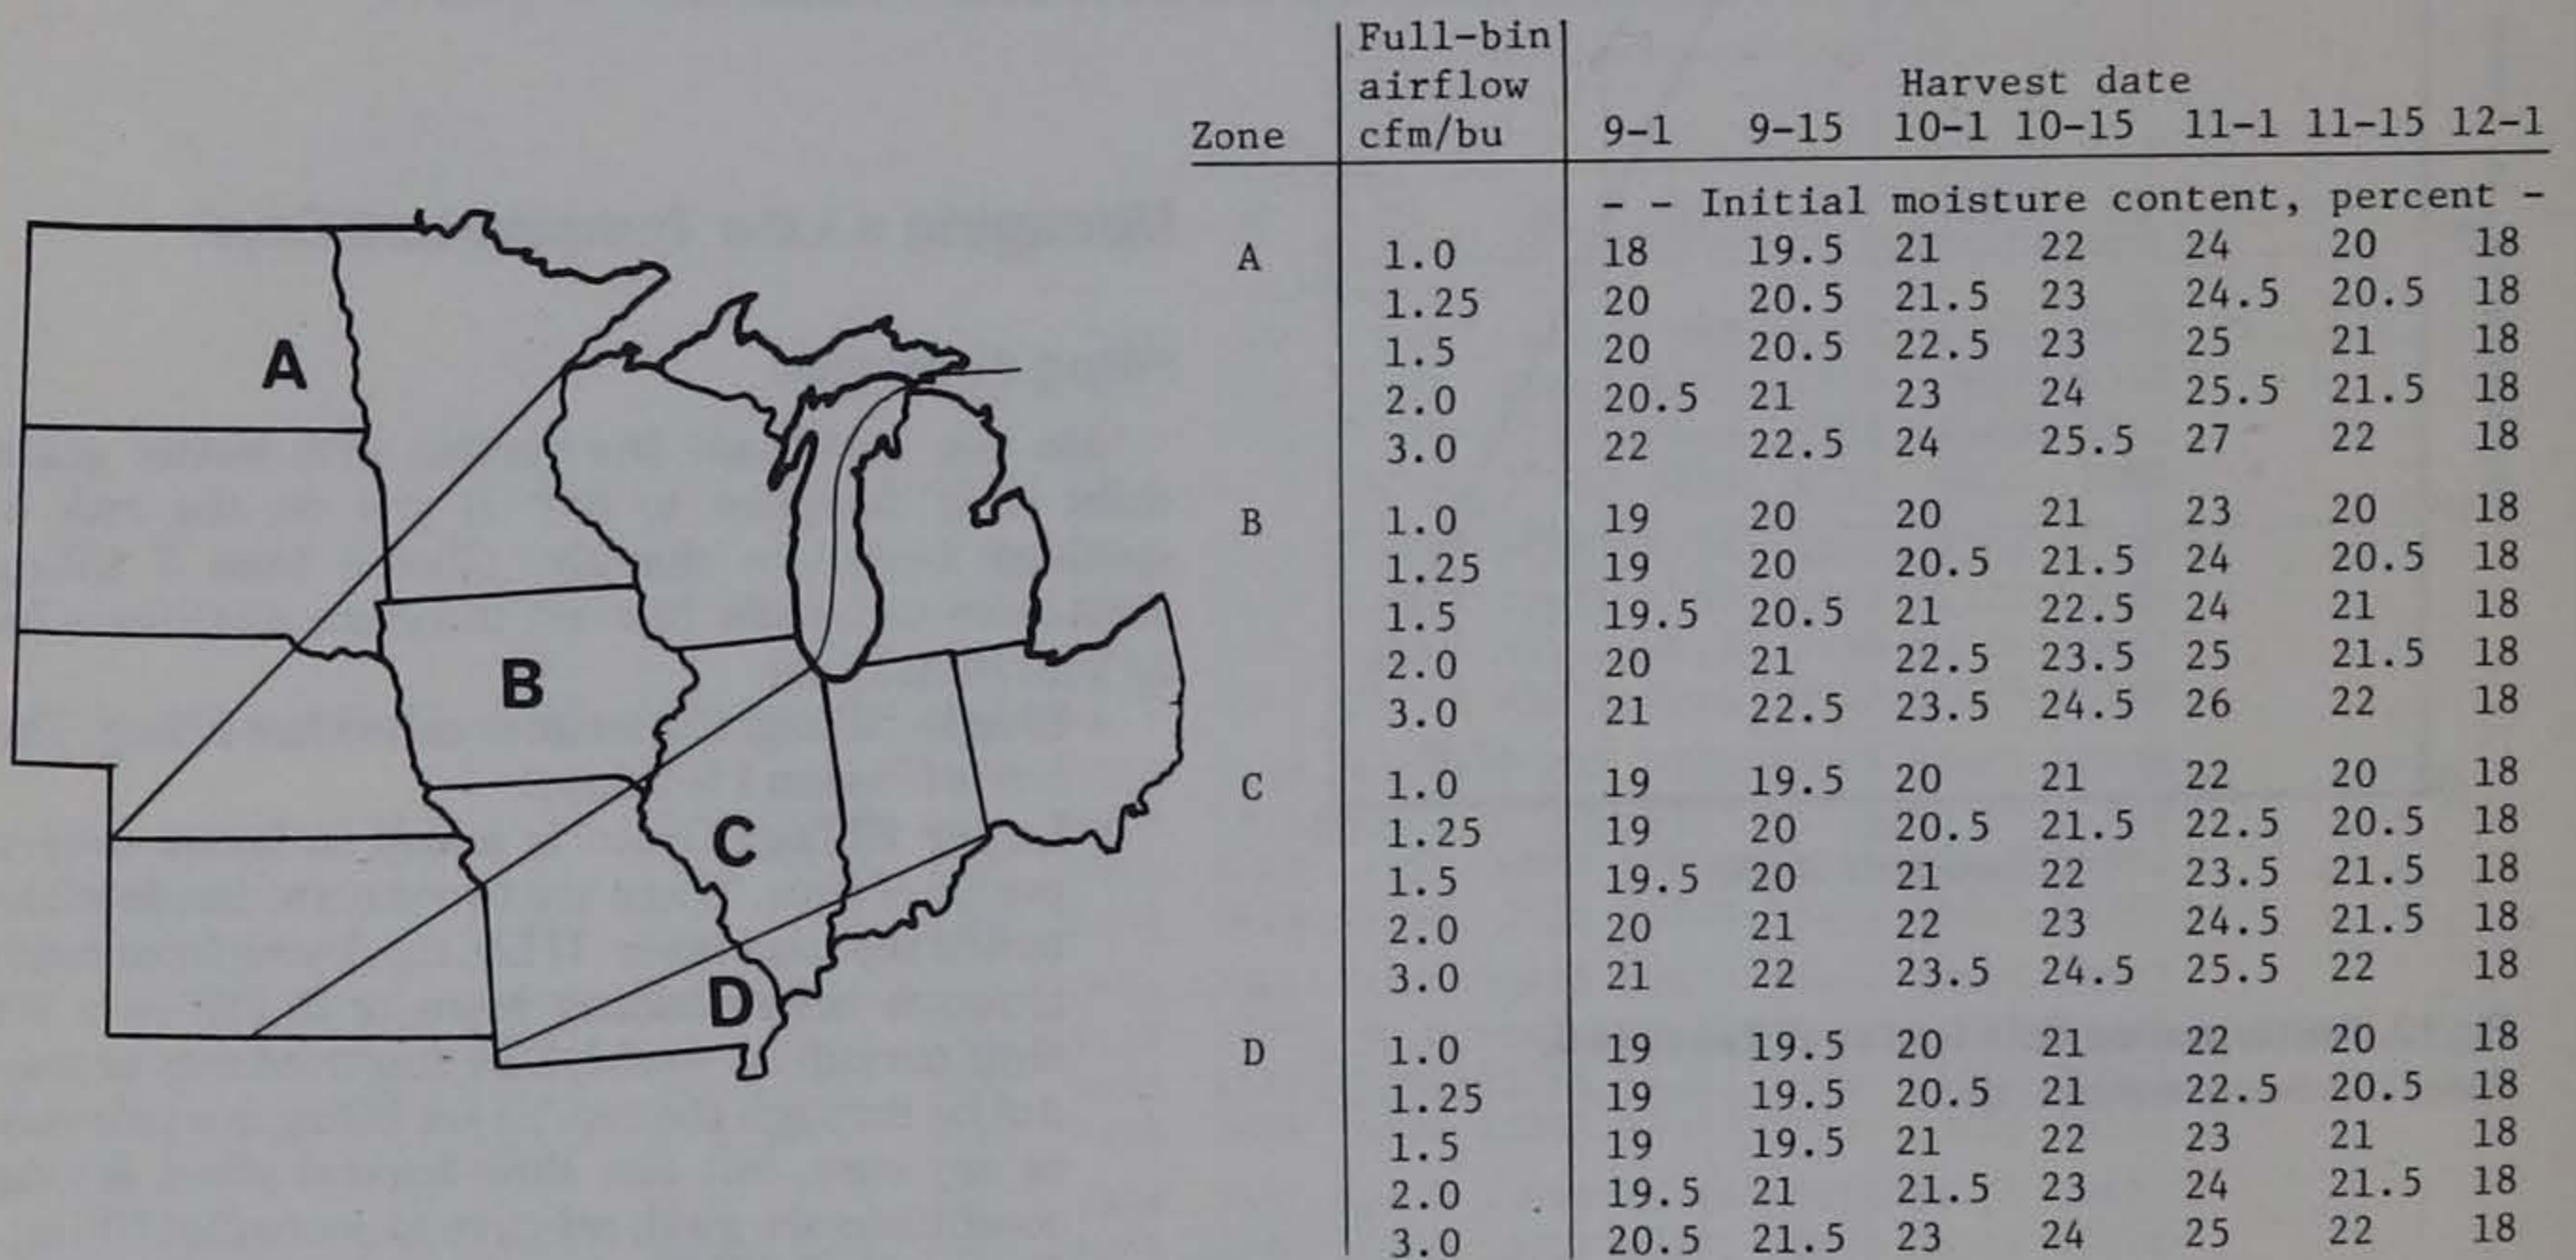 A
B
C
D
Full-bin
airflow Harvest date
Zone cfm/bu 9-1 9-15 10-1 10-15 11-1 11-15 12-1
- - Initial moisture content, percent -
A 1.0 18 19.5 21 22 24 20 18
1.25 20 20.5 21.5 23 24.5 20.5 18
1.5 20 20.5 22.5 23 25 21 18
2.0 20.5 21 23 24 25.5 21.5 18
3.0 22 22.5 24 25.5 27 22 18
B 1.0 19 20 20 21 23 20 18
1.25 19 20 20.5 21.5 24 20.5 18
1.5 19.5 20.5 21 22.5 24 21 18
2.0 20 21 22.5 23.5 25 21.5 18
3.0 21 22.5 23.5 24.5 26 22 18
C 1.0 19 19.5 20 21 22 20 18
1.25 19 20 20.5 21.5 22.5 20.5 18
1.5 19.5 20 21 22 23.5 21.5 18
2.0 20 21 22 23 24.5 21.5 18
3.0 21 22 23.5 24.5 25.5 22 18
D 1.0 19 19.5 20 21 22 20 18
1.25 19 19.5 20.5 21 22.5 20.5 18
1.5 19 19.5 21 22 23 21 18
2.0 19.5 21 21.5 23 24 21.5 18
3.0 20.5 21.5 23 24 25 22 18